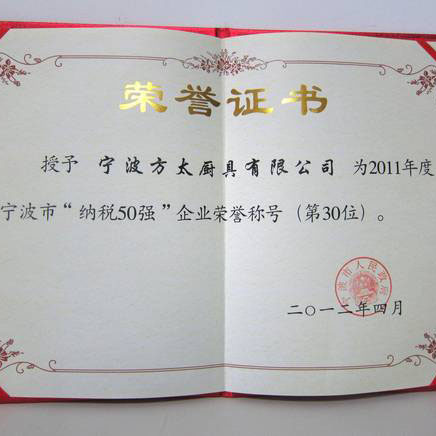 荣誉证书
授予 宁波方太厨具有限公司 为2011年度
宁波市“纳税50强”企业荣誉称号（第30位）。
宁波市人民政府
二〇一二年四月